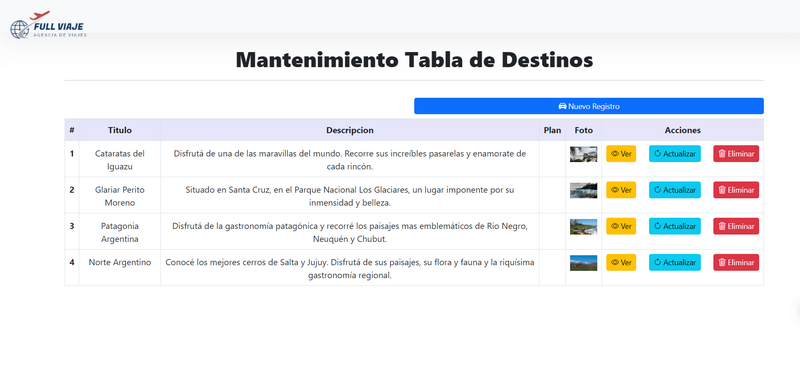 FULL VIAJE
AGENCIA DE VIAJES
Mantenimiento Tabla de Destinos
Nuevo Registro
# Titulo Descripcion Plan Foto Acciones
1 Cataratas del Disfrutá de una de las maravillas del mundo. Recorre sus increíbles pasarelas y enamorate de Ver Actualizar Eliminar
Iguazu cada rincón.
2 Glariar Perito Situado en Santa Cruz, en el Parque Nacional Los Glaciares, un lugar imponente por su Ver Actualizar Eliminar
Moreno inmensidad y belleza.
3 Patagonia Disfrutá de la gastronomía patagónica y recorré los paisajes mas emblemáticos de Rio Negro, Ver Actualizar Eliminar
Argentina Neuquén y Chubut.
4 Norte Argentino Conocé los mejores cerros de Salta y Jujuy. Disfrutá de sus paisajes, su flora y fauna y la riquísima Ver Actualizar Eliminar
gastronomía regional.